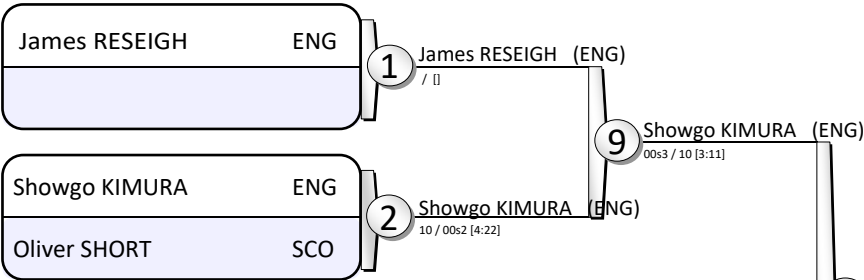 James RESEIGH ENG
1
James RESEIGH (ENG)
/ []
9
Showgo KIMURA (ENG)
00s3 / 10 [3:11]
Showgo KIMURA ENG
2
Showgo KIMURA (ENG)
10 / 00s2 [4:22]
Oliver SHORT SCO